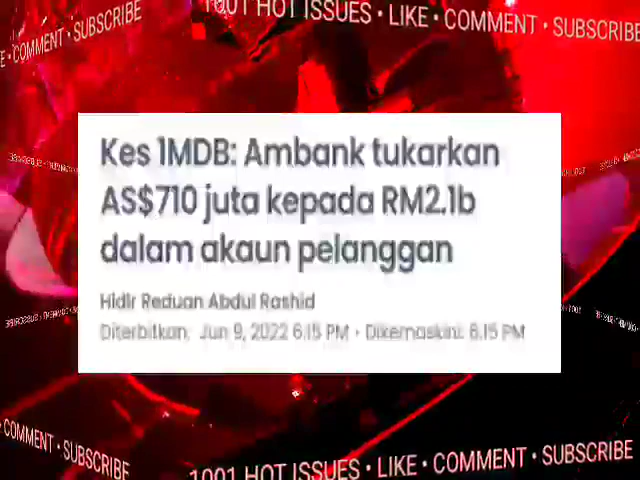 1001 HOT ISSUES • LIKE • COMMENT • SUBSCRIBE
E • COMMENT • SUBSCRIBE
Kes 1MDB: Ambank tukarkan
AS$710 juta kepada RM2.1b
dalam akaun pelanggan
Hidir Reduan Abdul Rashid
Diterbitkan: Jun 9, 2022 6.15 PM • Dikemaskini: 6.15 PM
COMMENT • SUBSCRIBE
1001 HOT ISSUES • LIKE • COMMENT • SUBSCRIBE